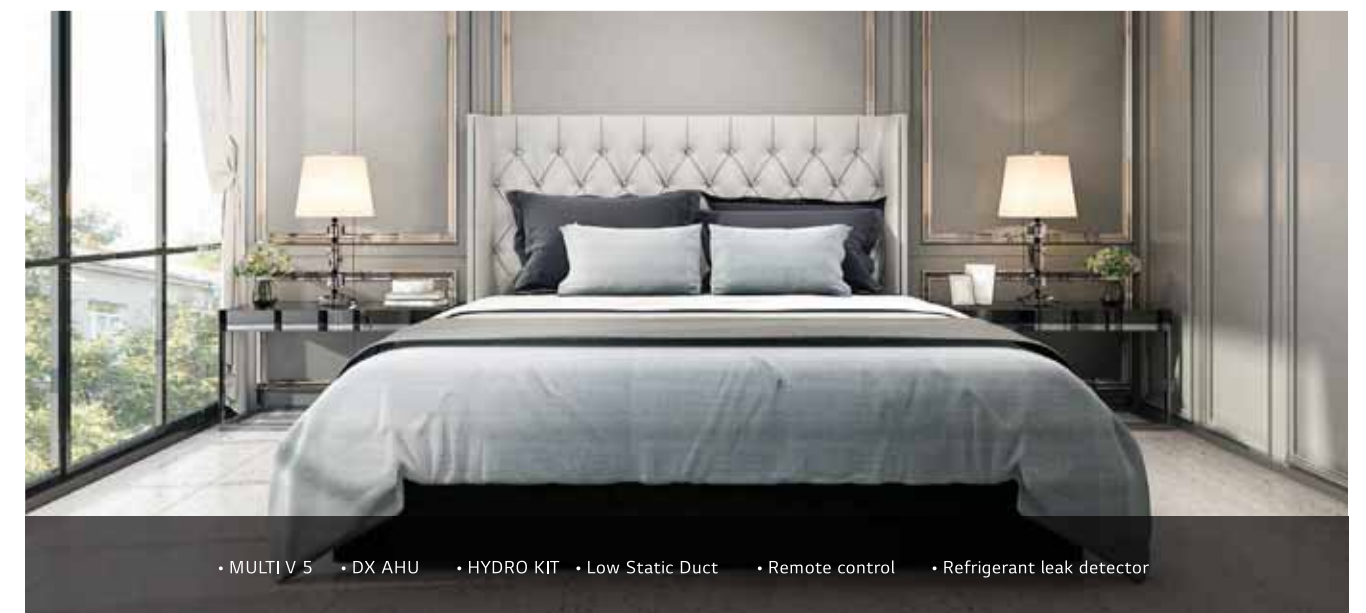 • MULTI V 5 • DX AHU • HYDRO KIT • Low Static Duct • Remote control • Refrigerant leak detector